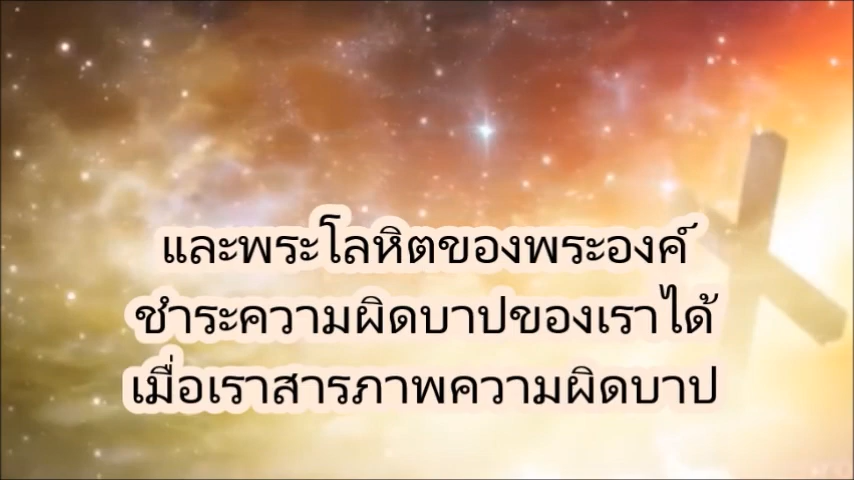 และพระโลหิตของพระองค์
ชำระความผิดบาปของเราได้
เมื่อเราสารภาพความผิดบาป